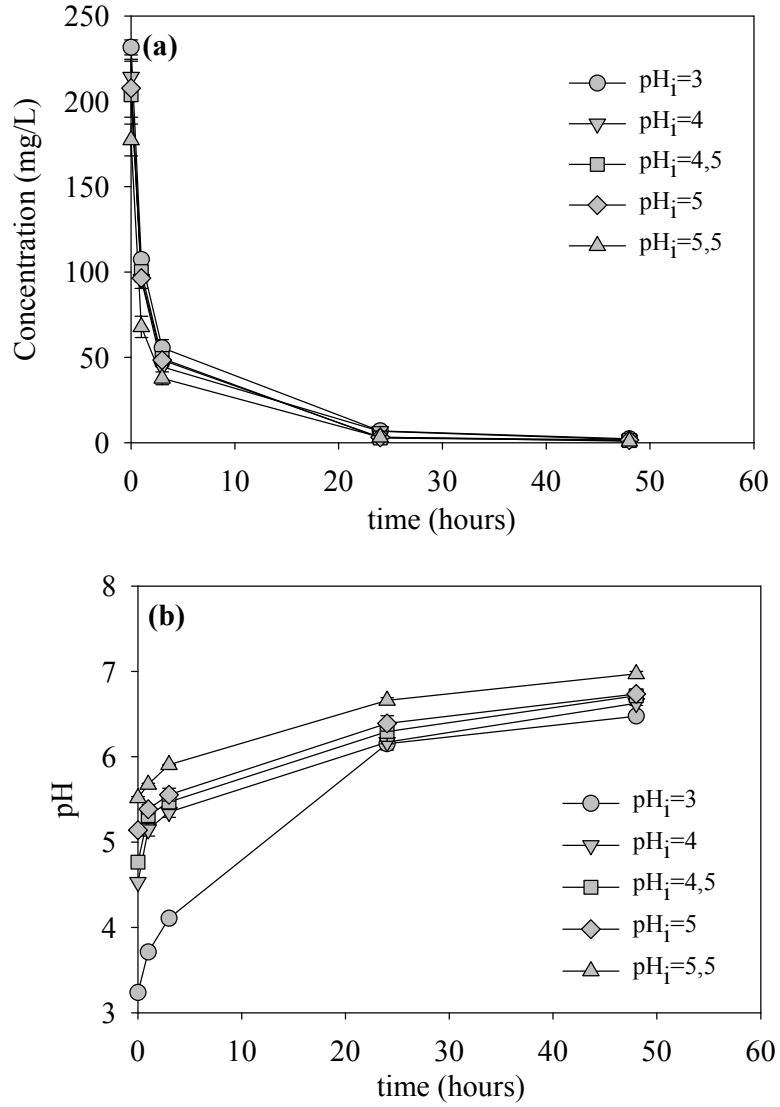 (a)
Concentration (mg/L)
250
200
150
100
50
0
pHi=3
pHi=4
pHi=4,5
pHi=5
pHi=5,5
0 10 20 30 40 50 60
time (hours)
(b)
pH
8
7
6
5
4
3
pHi=3
pHi=4
pHi=4,5
pHi=5
pHi=5,5
0 10 20 30 40 50 60
time (hours)